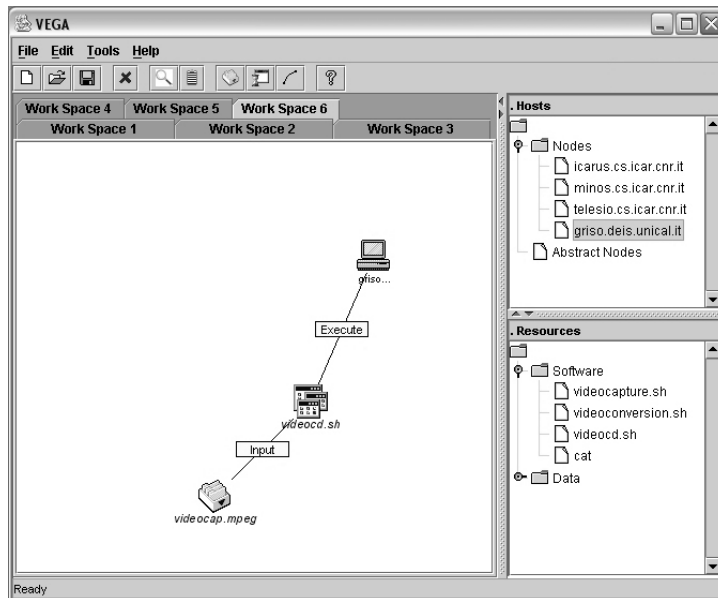 VEGA
File Edit Tools Help
Work Space 4 Work Space 5 Work Space 6
Work Space 1 Work Space 2 Work Space 3
griso...
Execute
videocd.sh
Input
videocap.mpeg
. Hosts
Nodes
icarus.cs.icar.cnr.it
minos.cs.icar.cnr.it
telesio.cs.icar.cnr.it
griso.deis.unical.it
Abstract Nodes
. Resources
Software
videocapture.sh
videoconversion.sh
videocd.sh
cat
Data
Ready